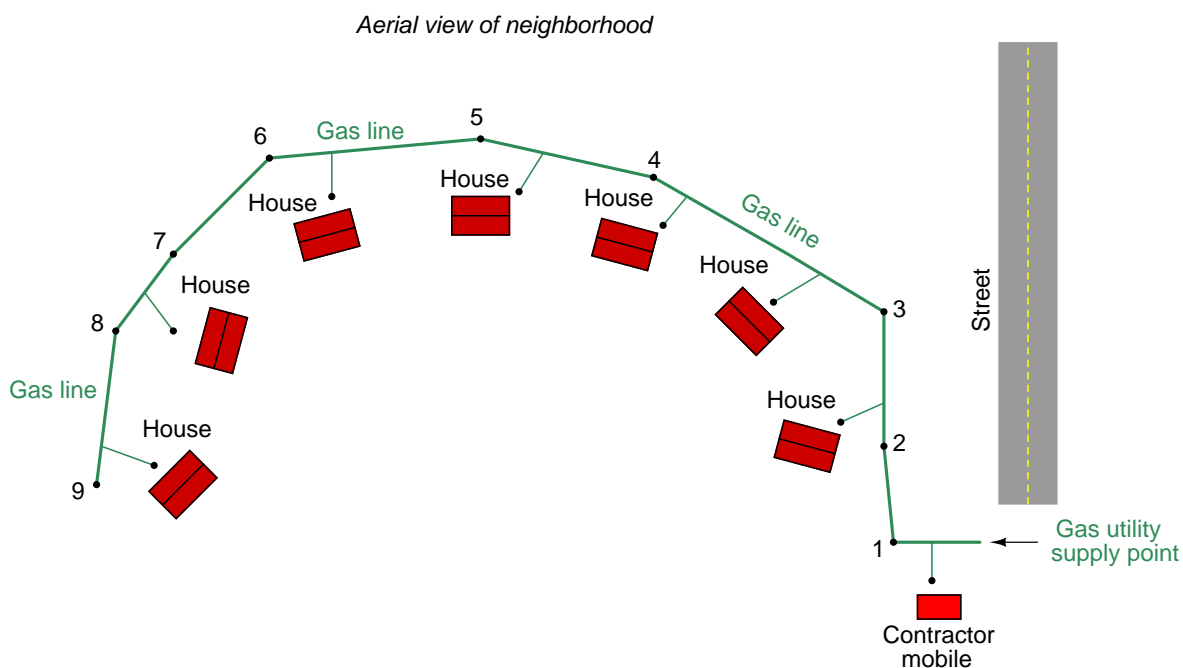 Aerial view of neighborhood
5
Gas line
6
4
House
House
House
Gas line
7
House
House
3
8
Street
Gas line
House
House
2
9
1
Gas utility
supply point
Contractor
mobile